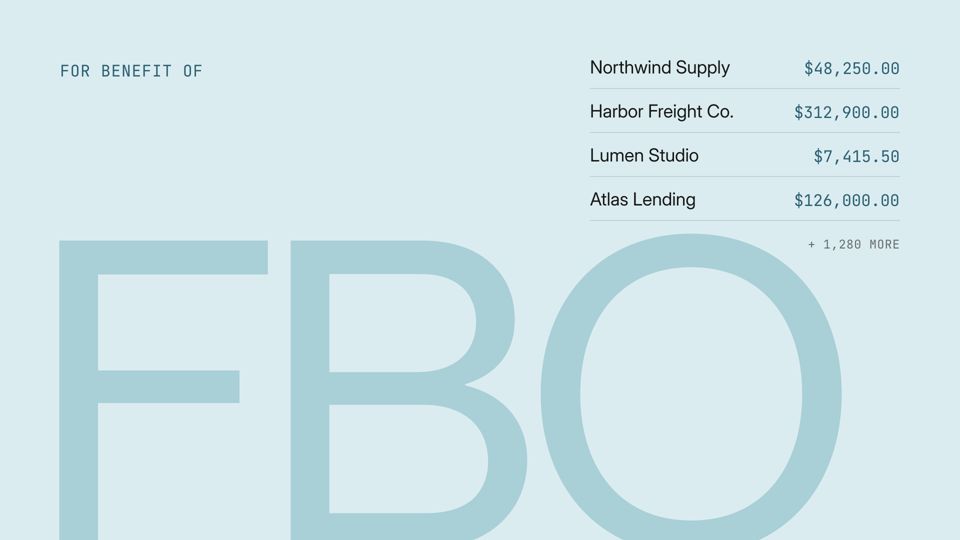 FOR BENEFIT OF
Northwind Supply $48,250.00
Harbor Freight Co. $312,900.00
Lumen Studio $7,415.50
Atlas Lending $126,000.00
+ 1,280 MORE
FBO